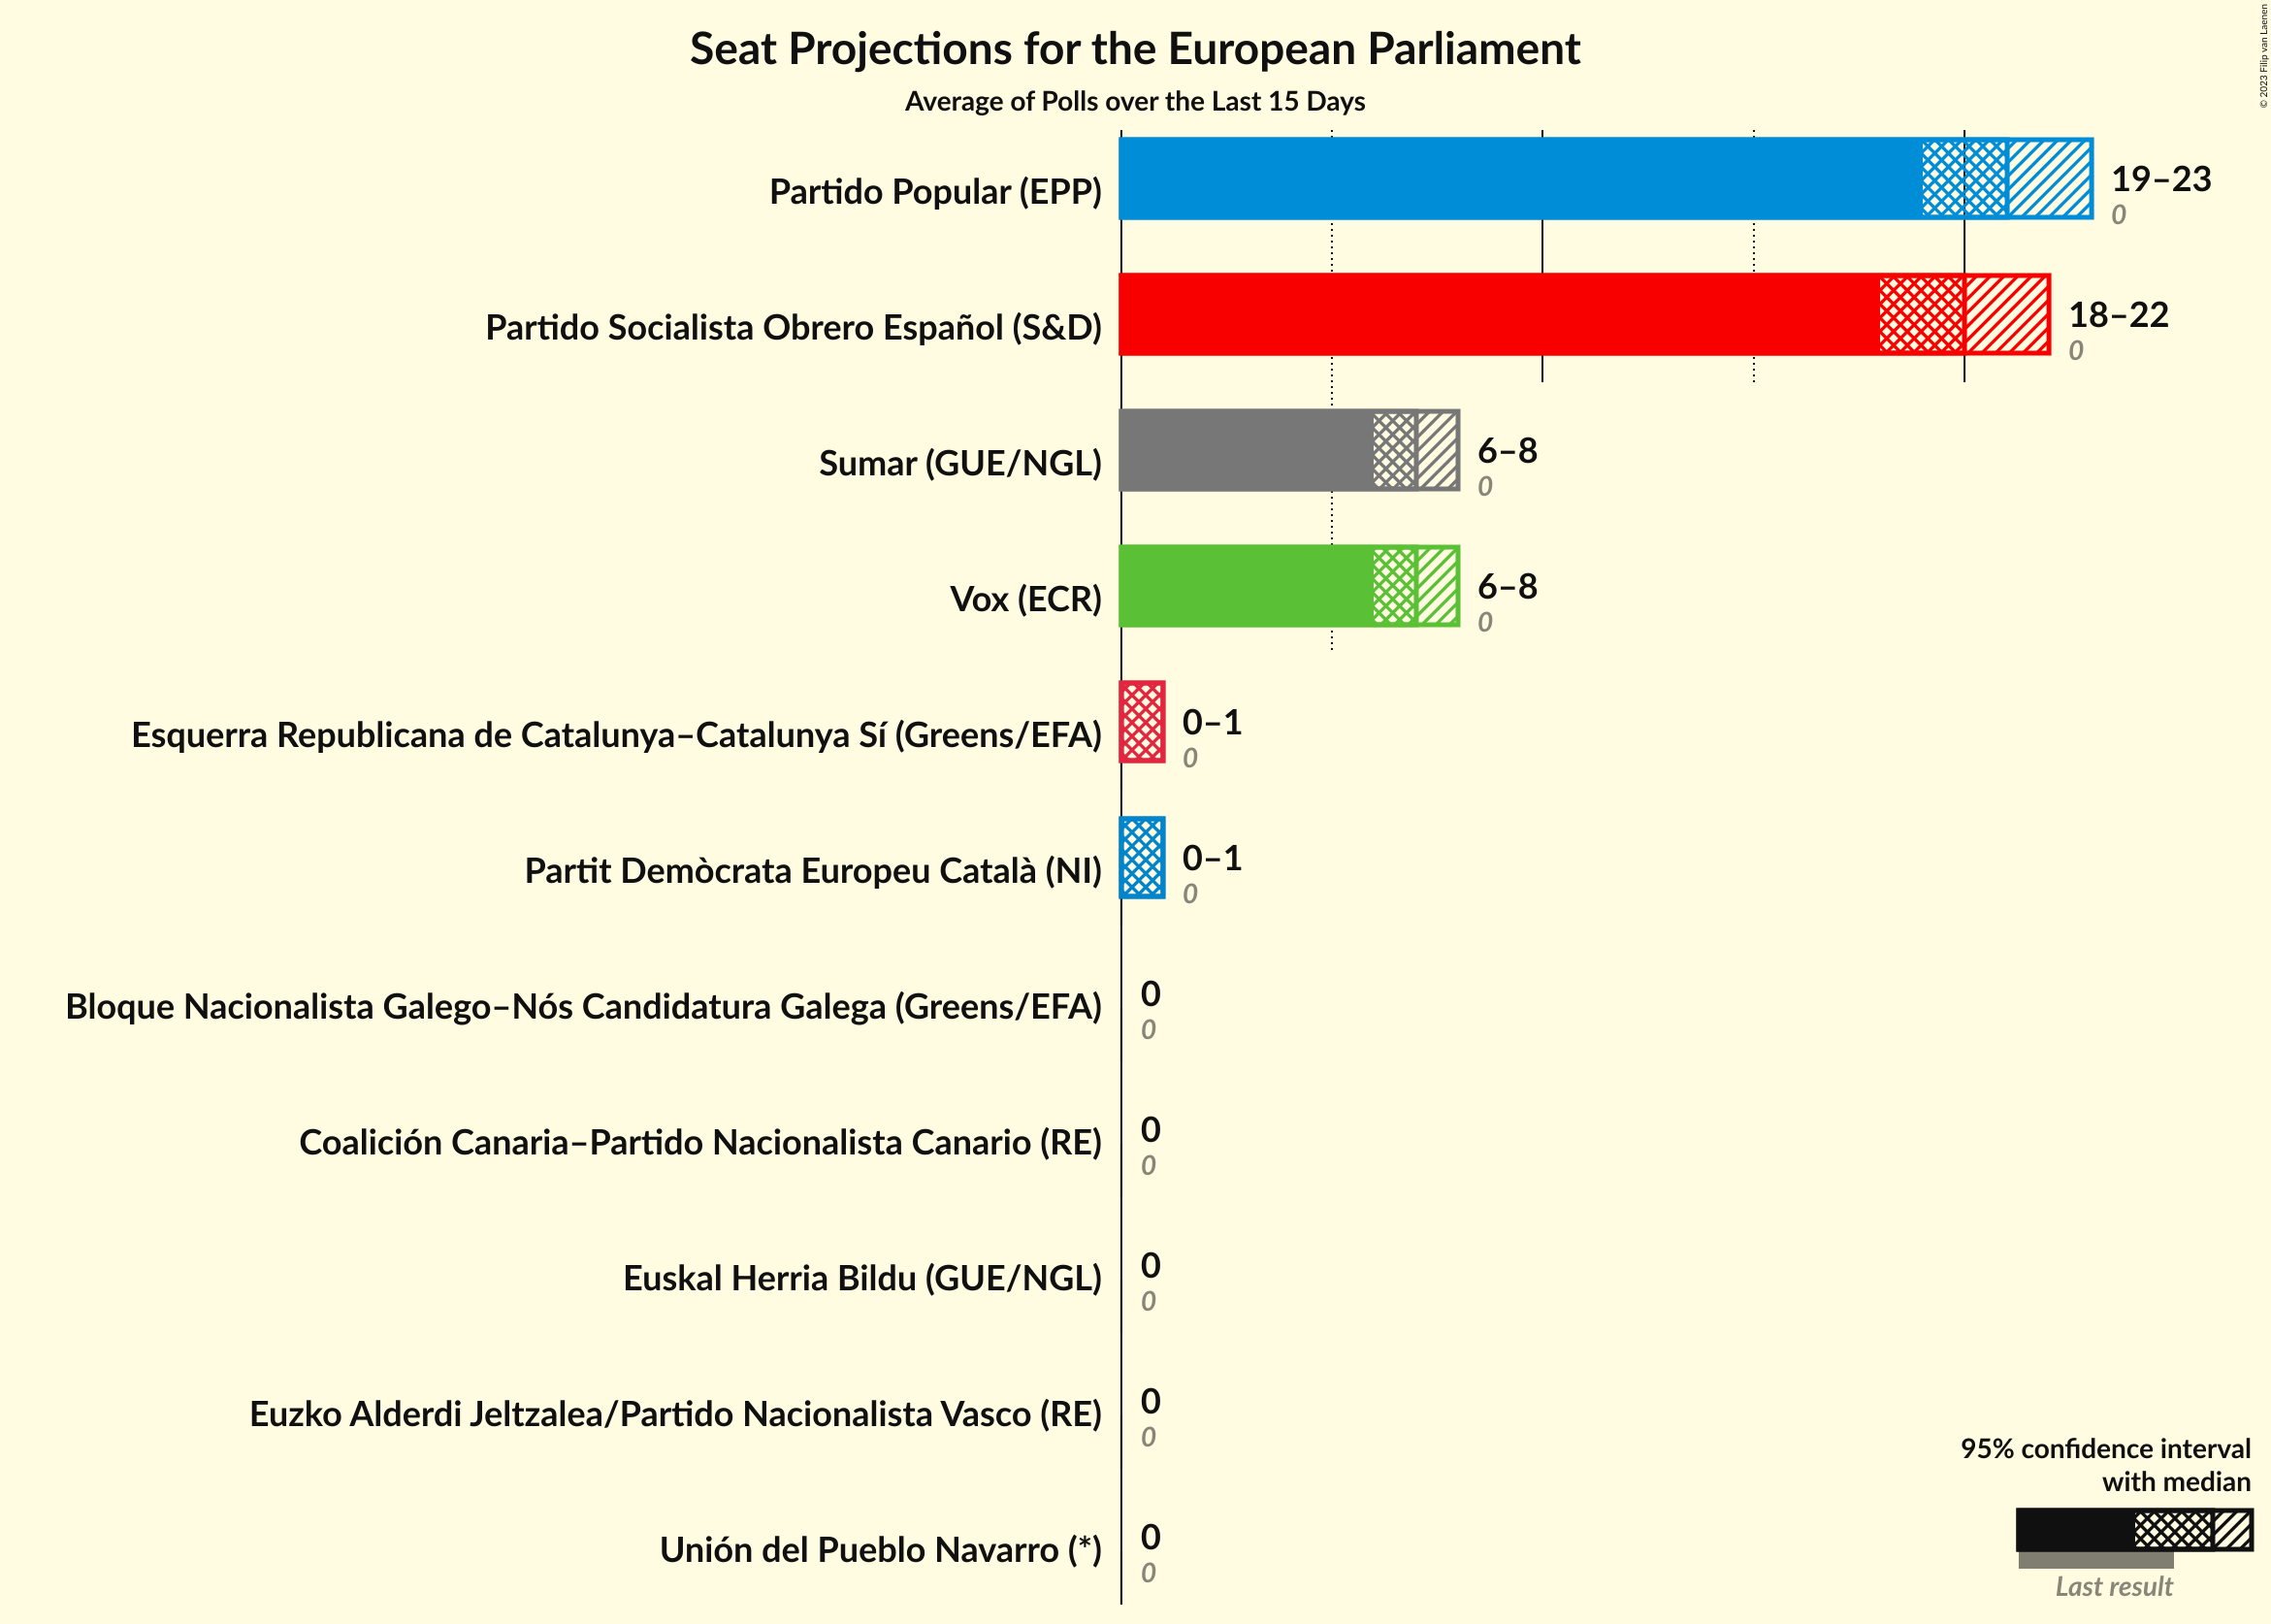 Seat Projections for the European Parliament
Average of Polls over the Last 15 Days
© 2023 Filip van Laenen
Partido Popular (EPP)
19–23
0
Partido Socialista Obrero Español (S&D)
18–22
0
Sumar (GUE/NGL)
6–8
0
Vox (ECR)
6–8
0
Esquerra Republicana de Catalunya–Catalunya Sí (Greens/EFA)
0–1
0
Partit Demòcrata Europeu Català (NI)
0–1
0
Bloque Nacionalista Galego–Nós Candidatura Galega (Greens/EFA)
0
0
Coalición Canaria–Partido Nacionalista Canario (RE)
0
0
Euskal Herria Bildu (GUE/NGL)
0
0
Euzko Alderdi Jeltzalea/Partido Nacionalista Vasco (RE)
0
0
Unión del Pueblo Navarro (*)
0
0
95% confidence interval
with median
Last result